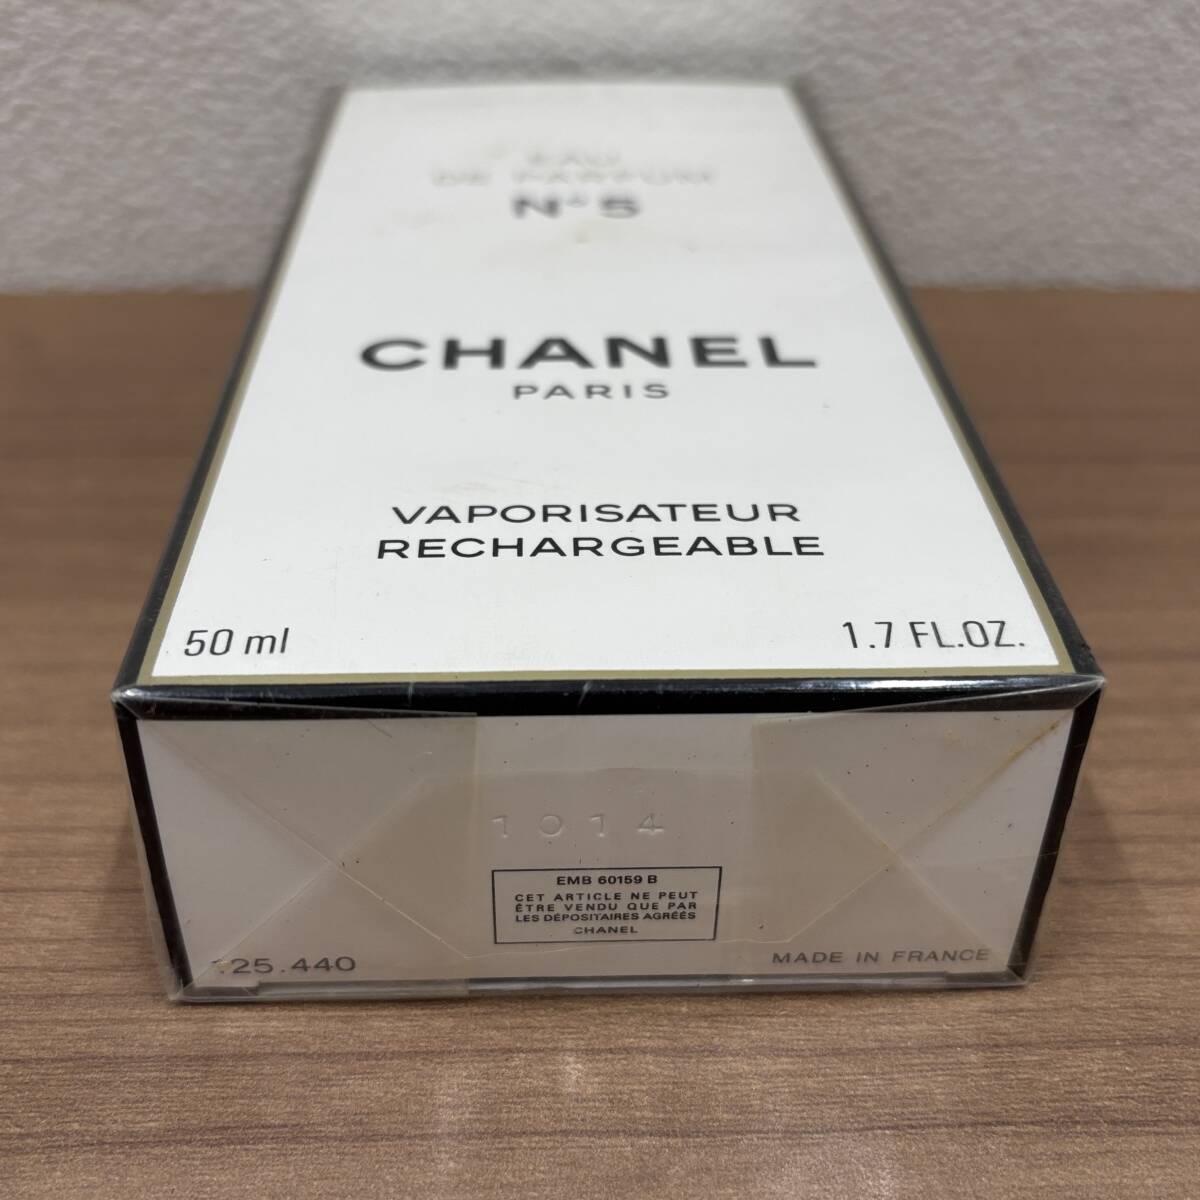 EAU
DE PARFUM
N°5
CHANEL
PARIS
VAPORISATEUR
RECHARGEABLE
50 ml
1.7 FL.OZ.
1014
EMB 60159 B
CET ARTICLE NE PEUT
ÊTRE VENDU QUE PAR
LES DÉPOSITAIRES AGRÉÉS
CHANEL
125.440
MADE IN FRANCE